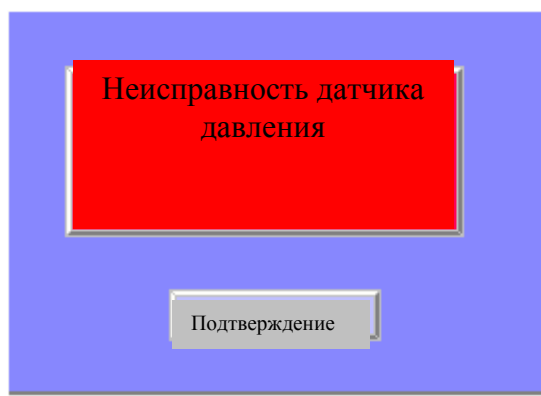 Неисправность датчика
давления
Подтверждение